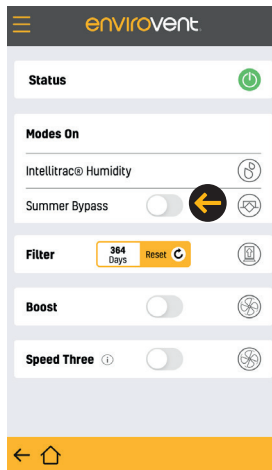 envirovent.
Status
Modes On
Intellitrac® Humidity
Summer Bypass
Filter 364 Days Reset
Boost
Speed Three i